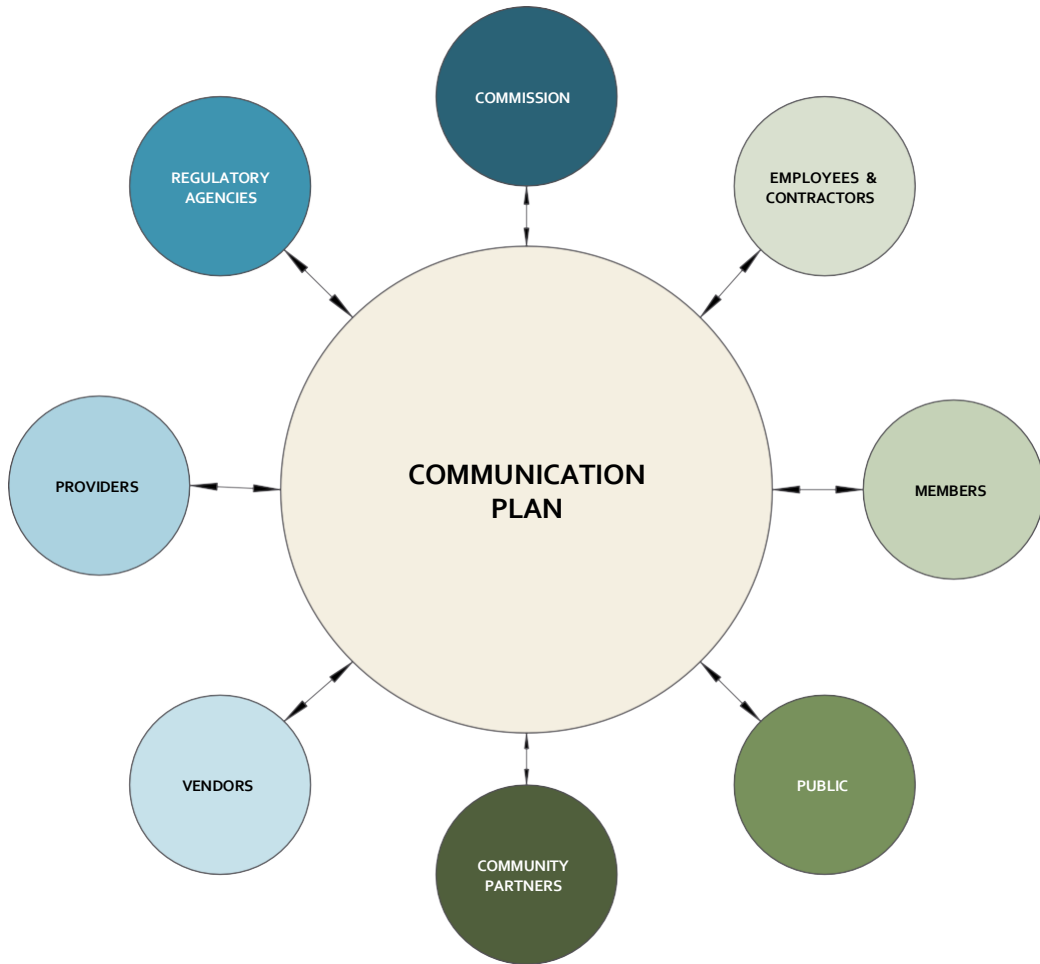 COMMISSION
REGULATORY
AGENCIES
EMPLOYEES &
CONTRACTORS
PROVIDERS
COMMUNICATION
PLAN
MEMBERS
VENDORS
PUBLIC
COMMUNITY
PARTNERS